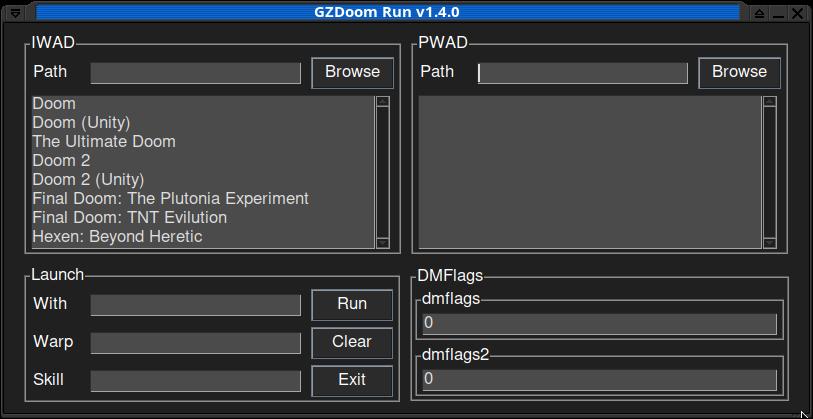 GZDoom Run v1.4.0
IWAD
Path
Browse
Doom
Doom (Unity)
The Ultimate Doom
Doom 2
Doom 2 (Unity)
Final Doom: The Plutonia Experiment
Final Doom: TNT Evilution
Hexen: Beyond Heretic
PWAD
Path
Browse
Launch
With
Run
Warp
Clear
Skill
Exit
DMFlags
dmflags
0
dmflags2
0